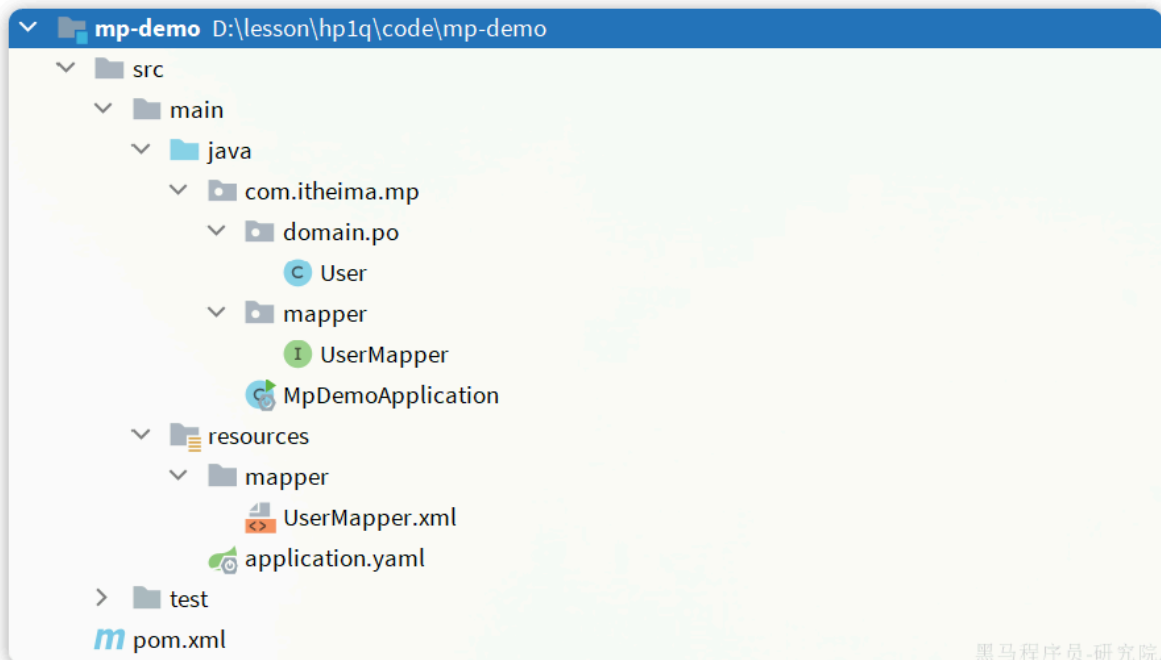 mp-demo D:\lesson\hp1q\code\mp-demo
src
main
java
com.itheima.mp
domain.po
C User
mapper
I UserMapper
MpDemoApplication
resources
mapper
UserMapper.xml
application.yaml
test
m pom.xml
黑马程序员-研究院